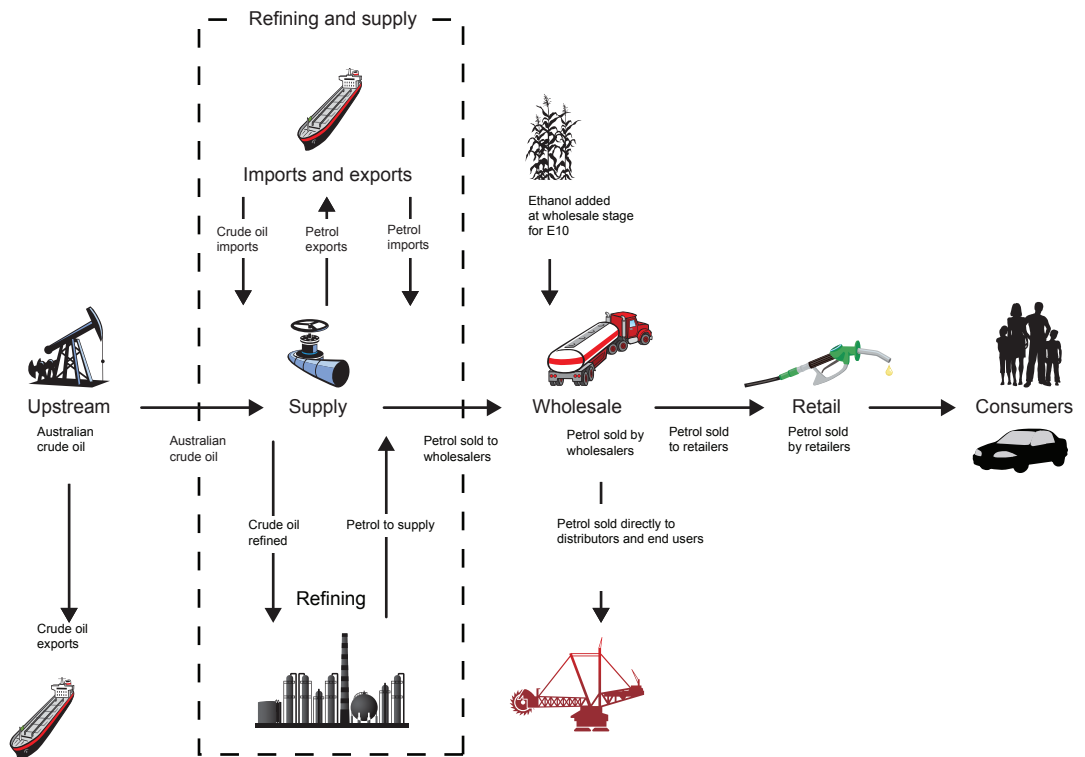 Refining and supply
Imports and exports
Crude oil
imports
Petrol
exports
Petrol
imports
Ethanol added
at wholesale stage
for E10
Upstream
Supply
Wholesale
Retail
Consumers
Australian
crude oil
Australian
crude oil
Petrol sold to
wholesalers
Petrol sold by
wholesalers
Petrol sold
to retailers
Petrol sold
by retailers
Crude oil
refined
Petrol to supply
Petrol sold directly to
distributors and end users
Refining
Crude oil
exports